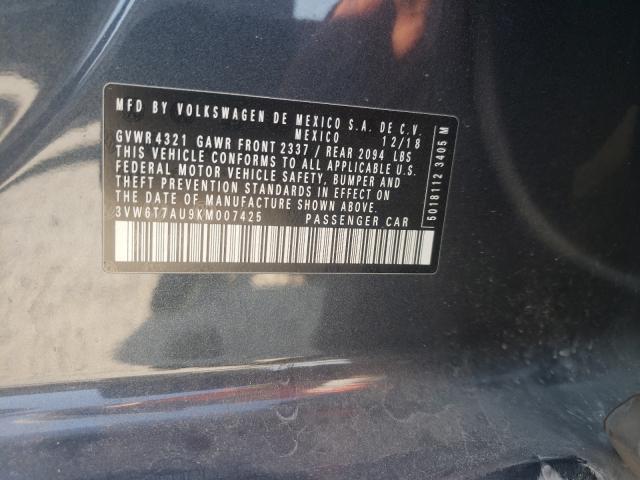 MFD BY VOLKSWAGEN DE MEXICO S.A. DE C.V.
MEXICO 12/18
GVWR 4321 GAWR FRONT 2337 / REAR 2094 LBS
THIS VEHICLE CONFORMS TO ALL APPLICABLE U.S.
FEDERAL MOTOR VEHICLE SAFETY, BUMPER AND
THEFT PREVENTION STANDARDS IN EFFECT ON
THE DATE OF MANUFACTURE SHOWN ABOVE
3VW6T7AU9KM007425 PASSENGER CAR
5018112 3405 M